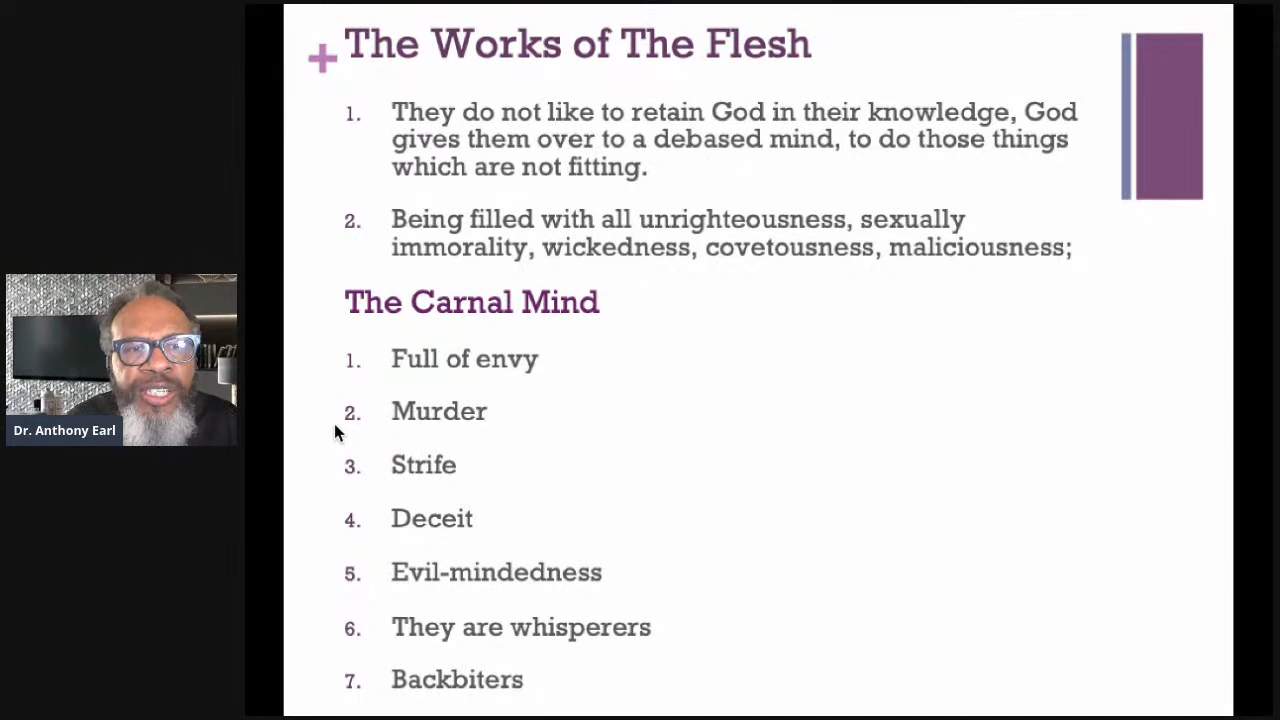 The Works of The Flesh
1. They do not like to retain God in their knowledge, God
gives them over to a debased mind, to do those things
which are not fitting.
2. Being filled with all unrighteousness, sexually
immorality, wickedness, covetousness, maliciousness;
The Carnal Mind
1. Full of envy
2. Murder
3. Strife
4. Deceit
5. Evil-mindedness
6. They are whisperers
7. Backbiters
Dr. Anthony Earl